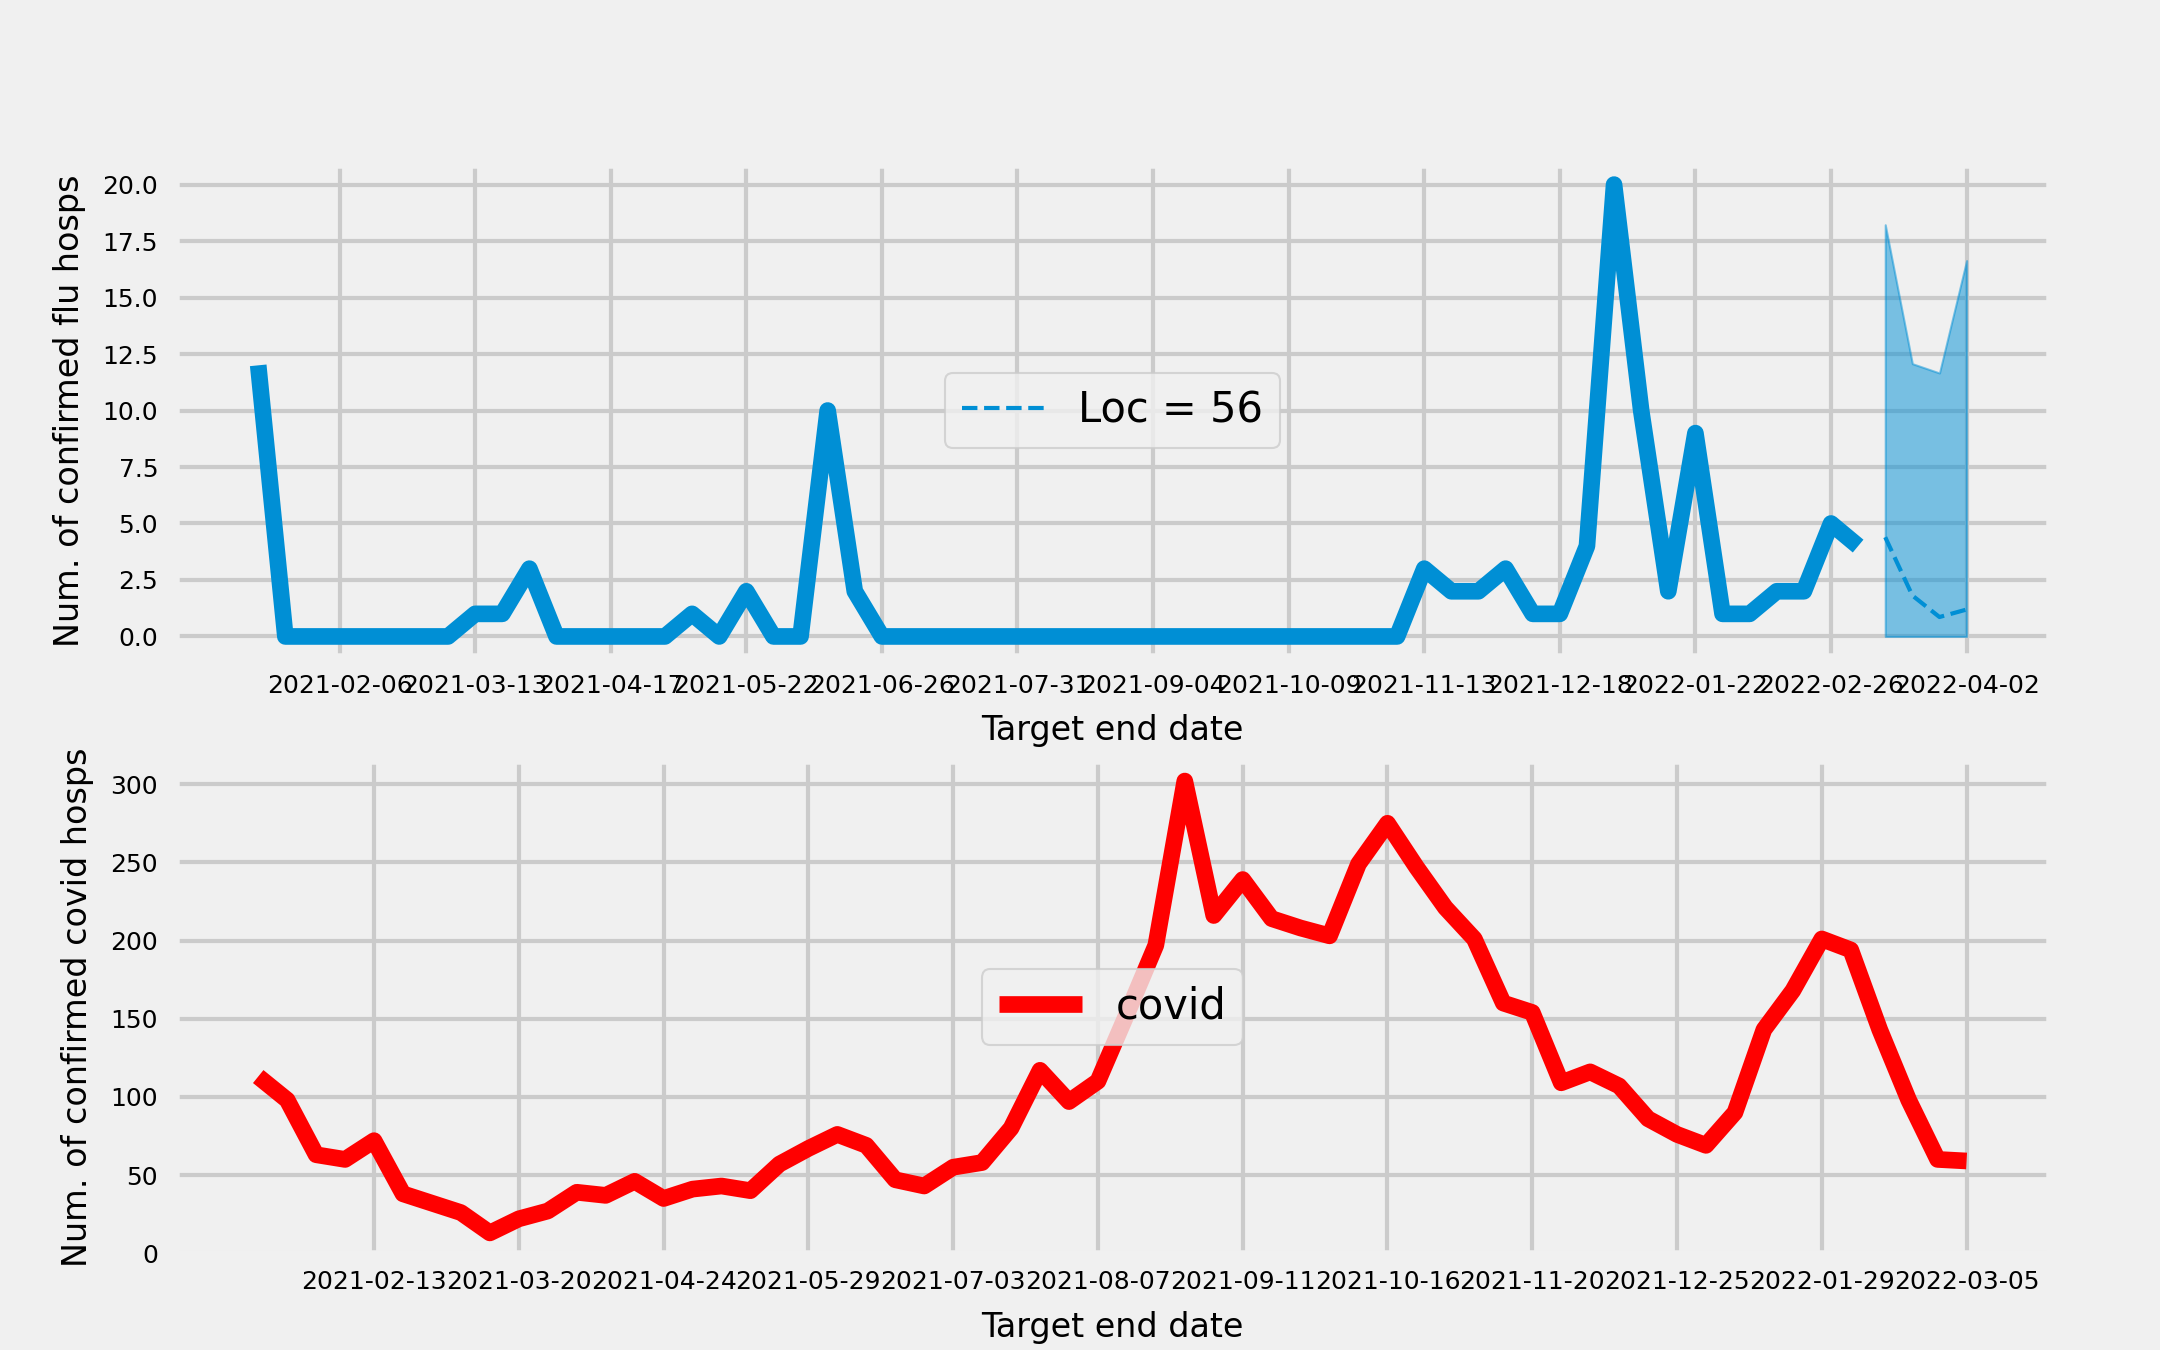 Num. of confirmed flu hosps
20.0
17.5
15.0
12.5
10.0
7.5
5.0
2.5
0.0
Loc = 56
2021-02-06 2021-03-13 2021-04-17 2021-05-22 2021-06-26 2021-07-31 2021-09-04 2021-10-09 2021-11-13 2021-12-18 2022-01-22 2022-02-26 2022-04-02
Target end date
Num. of confirmed covid hosps
300
250
200
150
100
50
0
covid
2021-02-13 2021-03-20 2021-04-24 2021-05-29 2021-07-03 2021-08-07 2021-09-11 2021-10-16 2021-11-20 2021-12-25 2022-01-29 2022-03-05
Target end date